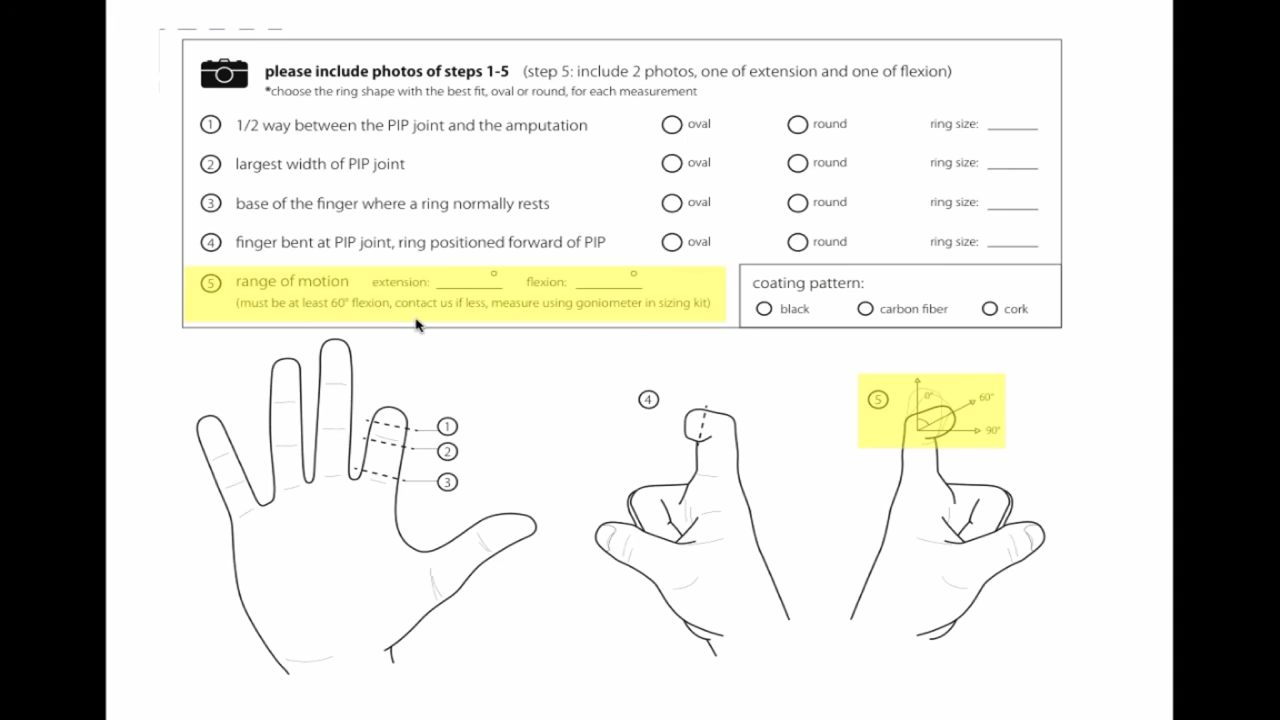 please include photos of steps 1-5 (step 5: include 2 photos, one of extension and one of flexion)
*choose the ring shape with the best fit, oval or round, for each measurement
1 1/2 way between the PIP joint and the amputation oval round ring size: ______
2 largest width of PIP joint oval round ring size: ______
3 base of the finger where a ring normally rests oval round ring size: ______
4 finger bent at PIP joint, ring positioned forward of PIP oval round ring size: ______
5 range of motion extension: ________° flexion: ________°
(must be at least 60° flexion, contact us if less, measure using goniometer in sizing kit)
coating pattern:
black carbon fiber cork
1
2
3
4
5
0°
60°
90°